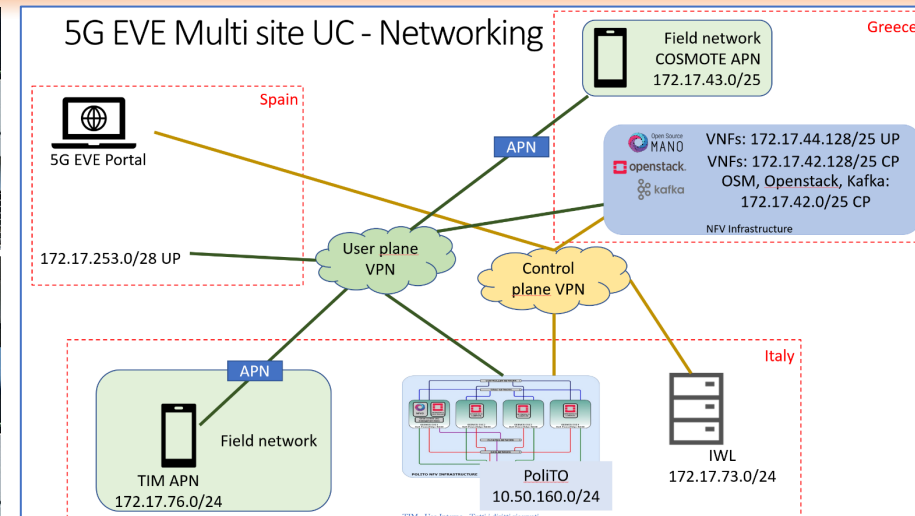 5G EVE Multi site UC - Networking
Greece
Field network
COSMOTE APN
172.17.43.0/25
Spain
5G EVE Portal
APN
Open Source
MANO
openstack.
kafka
VNFs: 172.17.44.128/25 UP
VNFs: 172.17.42.128/25 CP
OSM, Openstack, Kafka:
172.17.42.0/25 CP
NFV Infrastructure
172.17.253.0/28 UP
User plane
VPN
Control
plane VPN
Italy
APN
Field network
TIM APN
172.17.76.0/24
POLITO NFV INFRASTRUCTURE
PoliTO
10.50.160.0/24
IWL
172.17.73.0/24